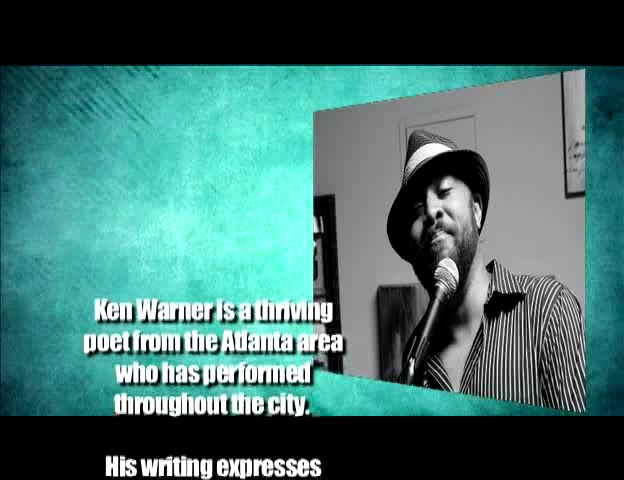 Ken Warner is a thriving
poet from the Atlanta area
who has performed
throughout the city.
His writing expresses